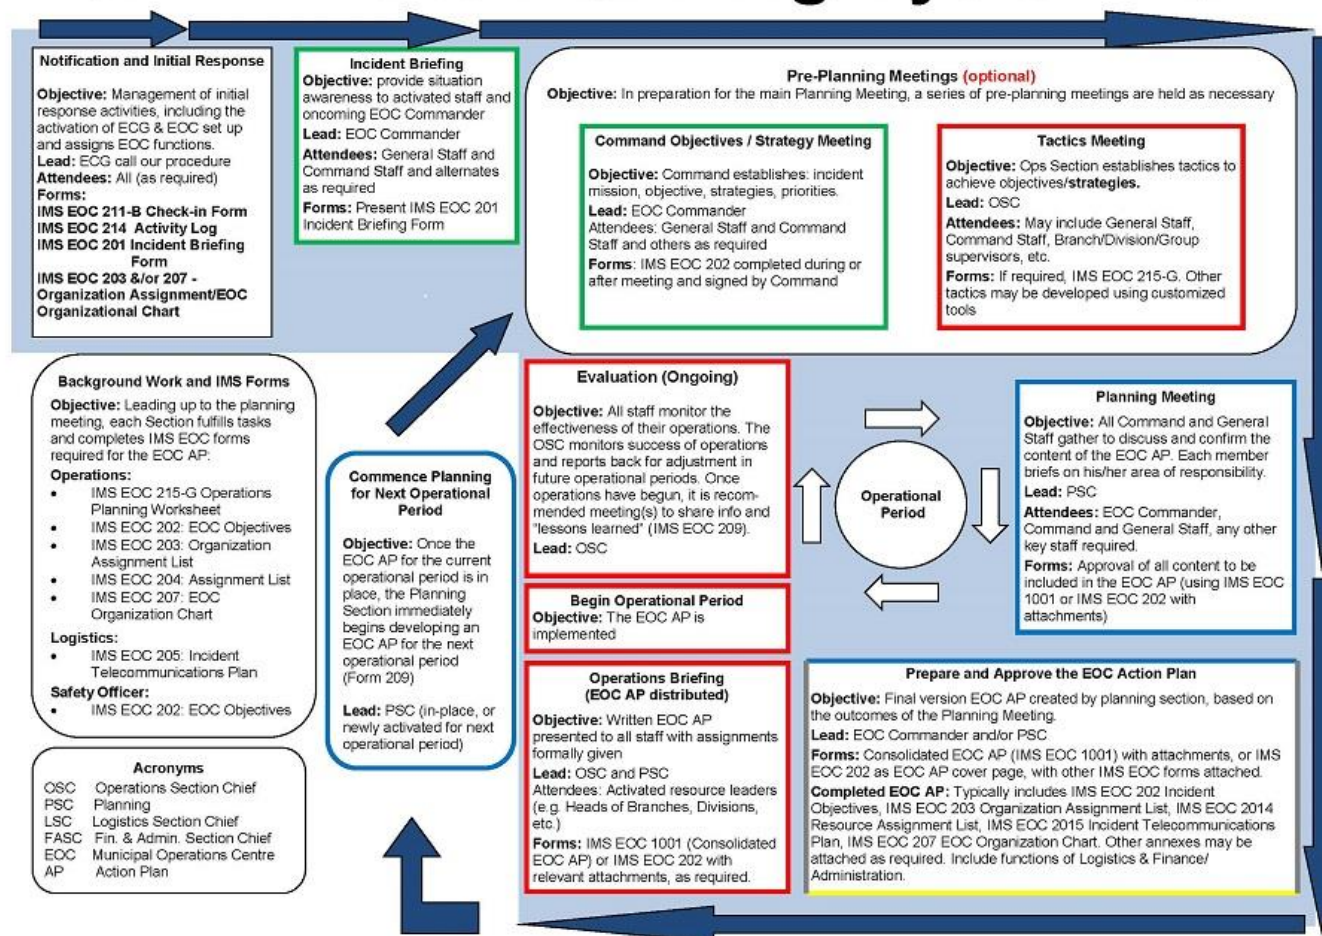 Notification and Initial Response
Objective: Management of initial
response activities, including the
activation of ECG & EOC set up
and assigns EOC functions.
Lead: ECG call our procedure
Attendees: All (as required)
Forms:
IMS EOC 211-B Check-in Form
IMS EOC 214 Activity Log
IMS EOC 201 Incident Briefing
Form
IMS EOC 203 &/or 207 -
Organization Assignment/EOC
Organizational Chart
Incident Briefing
Objective: provide situation
awareness to activated staff and
oncoming EOC Commander
Lead: EOC Commander
Attendees: General Staff and
Command Staff and alternates
as required
Forms: Present IMS EOC 201
Incident Briefing Form
Pre-Planning Meetings (optional)
Objective: In preparation for the main Planning Meeting, a series of pre-planning meetings are held as necessary
Command Objectives / Strategy Meeting
Objective: Command establishes: incident
mission, objective, strategies, priorities.
Lead: EOC Commander
Attendees: General Staff and Command
Staff and others as required
Forms: IMS EOC 202 completed during or
after meeting and signed by Command
Tactics Meeting
Objective: Ops Section establishes tactics to
achieve objectives/strategies.
Lead: OSC
Attendees: May include General Staff,
Command Staff, Branch/Division/Group
supervisors, etc.
Forms: If required, IMS EOC 215-G. Other
tactics may be developed using customized
tools
Background Work and IMS Forms
Objective: Leading up to the planning
meeting, each Section fulfills tasks
and completes IMS EOC forms
required for the EOC AP:
Operations:
• IMS EOC 215-G Operations
Planning Worksheet
• IMS EOC 202: EOC Objectives
• IMS EOC 203: Organization
Assignment List
• IMS EOC 204: Assignment List
• IMS EOC 207: EOC
Organization Chart
Logistics:
• IMS EOC 205: Incident
Telecommunications Plan
Safety Officer:
• IMS EOC 202: EOC Objectives
Acronyms
OSC Operations Section Chief
PSC Planning
LSC Logistics Section Chief
FASC Fin. & Admin. Section Chief
EOC Municipal Operations Centre
AP Action Plan
Commence Planning
for Next Operational
Period
Objective: Once the
EOC AP for the current
operational period is in
place, the Planning
Section immediately
begins developing an
EOC AP for the next
operational period
(Form 209)
Lead: PSC (in-place, or
newly activated for next
operational period)
Evaluation (Ongoing)
Objective: All staff monitor the
effectiveness of their operations. The
OSC monitors success of operations
and reports back for adjustment in
future operational periods. Once
operations have begun, it is recom-
mended meeting(s) to share info and
"lessons learned" (IMS EOC 209).
Lead: OSC
Begin Operational Period
Objective: The EOC AP is
implemented
Operations Briefing
(EOC AP distributed)
Objective: Written EOC AP
presented to all staff with assignments
formally given
Lead: OSC and PSC
Attendees: Activated resource leaders
(e.g. Heads of Branches, Divisions,
etc.)
Forms: IMS EOC 1001 (Consolidated
EOC AP) or IMS EOC 202 with
relevant attachments, as required.
Operational
Period
Planning Meeting
Objective: All Command and General
Staff gather to discuss and confirm the
content of the EOC AP. Each member
briefs on his/her area of responsibility.
Lead: PSC
Attendees: EOC Commander,
Command and General Staff, any other
key staff required.
Forms: Approval of all content to be
included in the EOC AP (using IMS EOC
1001 or IMS EOC 202 with
attachments)
Prepare and Approve the EOC Action Plan
Objective: Final version EOC AP created by planning section, based on
the outcomes of the Planning Meeting.
Lead: EOC Commander and/or PSC
Forms: Consolidated EOC AP (IMS EOC 1001) with attachments, or IMS
EOC 202 as EOC AP cover page, with other IMS EOC forms attached.
Completed EOC AP: Typically includes IMS EOC 202 Incident
Objectives, IMS EOC 203 Organization Assignment List, IMS EOC 2014
Resource Assignment List, IMS EOC 2015 Incident Telecommunications
Plan, IMS EOC 207 EOC Organization Chart. Other annexes may be
attached as required. Include functions of Logistics & Finance/
Administration.